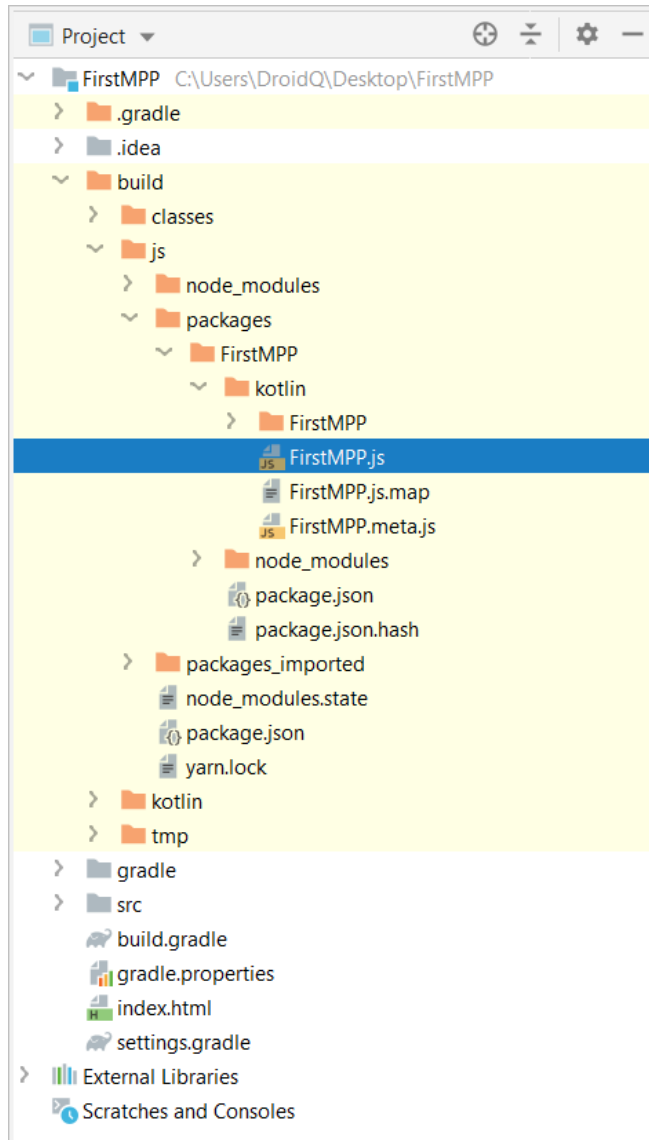 Project
FirstMPP C:\Users\DroidQ\Desktop\FirstMPP
.gradle
.idea
build
classes
js
node_modules
packages
FirstMPP
kotlin
FirstMPP
FirstMPP.js
FirstMPP.js.map
FirstMPP.meta.js
node_modules
package.json
package.json.hash
packages_imported
node_modules.state
package.json
yarn.lock
kotlin
tmp
gradle
src
build.gradle
gradle.properties
index.html
settings.gradle
External Libraries
Scratches and Consoles